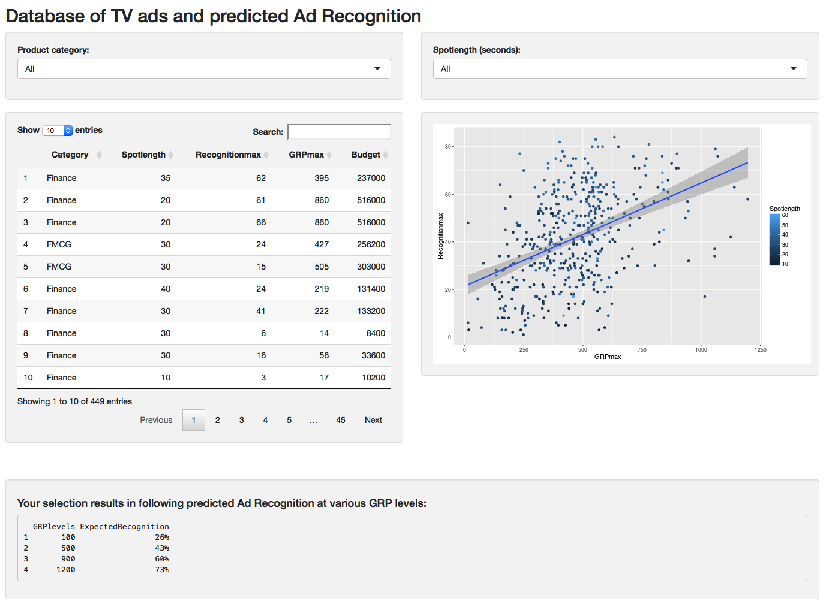 Database of TV ads and predicted Ad Recognition
Product category:
All
Spotlength (seconds):
All
Show 10 entries
Search:
Category Spotlength Recognitionmax GRPmax Budget
1 Finance 35 62 395 237000
2 Finance 20 61 860 516000
3 Finance 20 66 860 516000
4 FMCG 30 24 427 256200
5 FMCG 30 15 505 303000
6 Finance 40 24 219 131400
7 Finance 30 41 222 133200
8 Finance 30 6 14 8400
9 Finance 30 16 56 33600
10 Finance 10 3 17 10200
Showing 1 to 10 of 449 entries
Previous 1 2 3 4 5 … 45 Next
80
60
40
20
0
Recognitionmax
0 250 500 750 1000 1250
GRPmax
Spotlength
60
50
40
30
20
10
Your selection results in following predicted Ad Recognition at various GRP levels:
GRPlevels ExpectedRecognition
1 100 26%
2 500 43%
3 900 60%
4 1200 73%